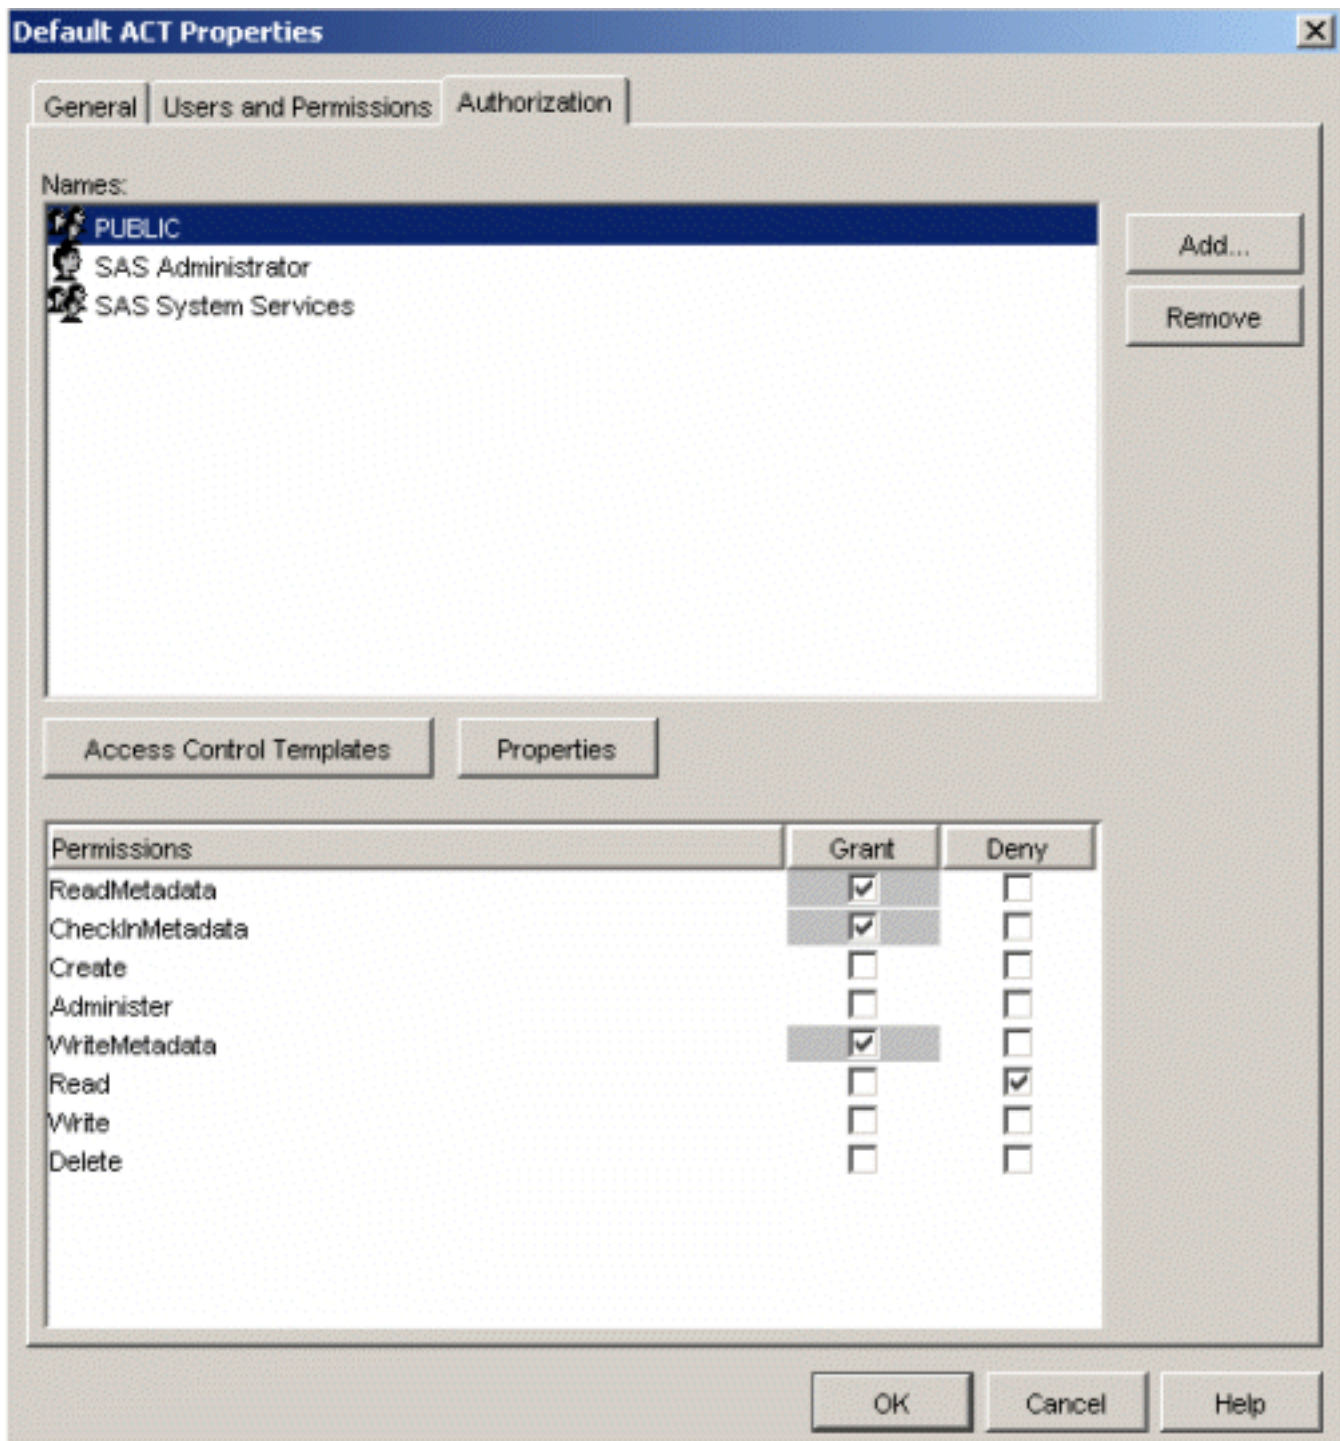 Default ACT Properties
General Users and Permissions Authorization
Names:
PUBLIC
SAS Administrator
SAS System Services
Add...
Remove
Access Control Templates Properties
Permissions Grant Deny
ReadMetadata
CheckInMetadata
Create
Administer
WriteMetadata
Read
Write
Delete
OK Cancel Help